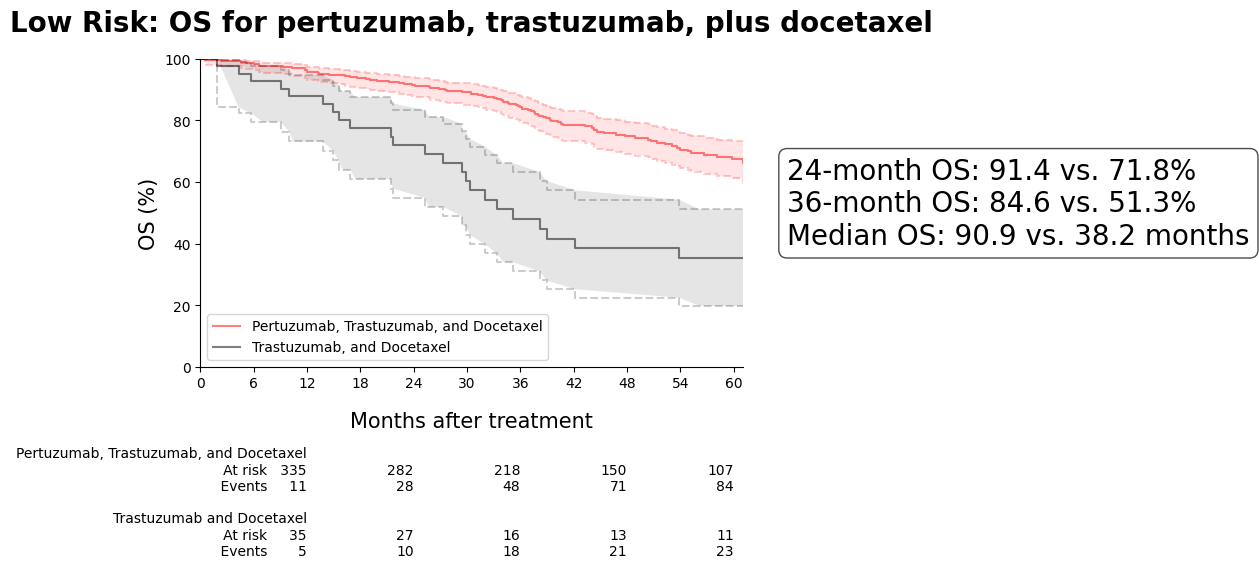 Low Risk: OS for pertuzumab, trastuzumab, plus docetaxel
100
80
60
40
20
0
OS (%)
24-month OS: 91.4 vs. 71.8%
36-month OS: 84.6 vs. 51.3%
Median OS: 90.9 vs. 38.2 months
Pertuzumab, Trastuzumab, and Docetaxel
Trastuzumab, and Docetaxel
0 6 12 18 24 30 36 42 48 54 60
Months after treatment
Pertuzumab, Trastuzumab, and Docetaxel
At risk 335 282 218 150 107
Events 11 28 48 71 84
Trastuzumab and Docetaxel
At risk 35 27 16 13 11
Events 5 10 18 21 23